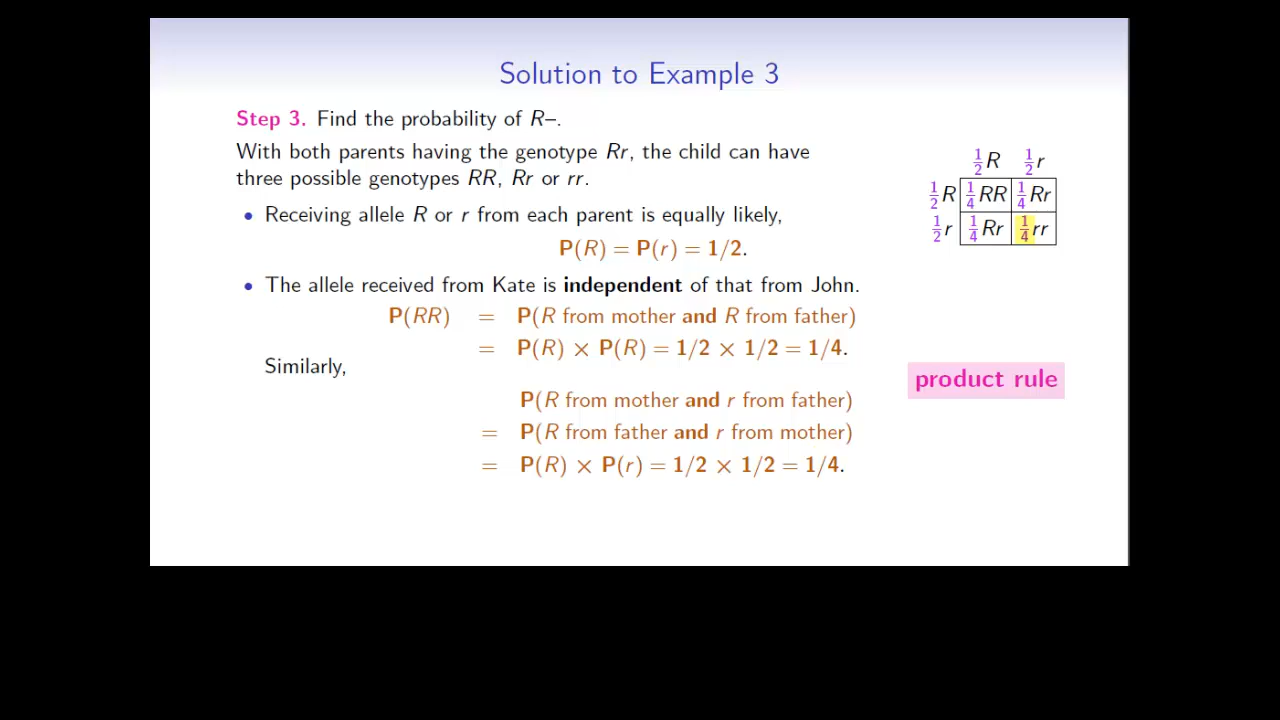 Solution to Example 3
Step 3. Find the probability of R–.
With both parents having the genotype Rr, the child can have
three possible genotypes RR, Rr or rr.
• Receiving allele R or r from each parent is equally likely,
P(R) = P(r) = 1/2.
• The allele received from Kate is independent of that from John.
P(RR) = P(R from mother and R from father)
= P(R) × P(R) = 1/2 × 1/2 = 1/4.
Similarly,
P(R from mother and r from father)
= P(R from father and r from mother)
= P(R) × P(r) = 1/2 × 1/2 = 1/4.
1/2 R 1/2 r
1/2 R 1/4 RR 1/4 Rr
1/2 r 1/4 Rr 1/4 rr
product rule